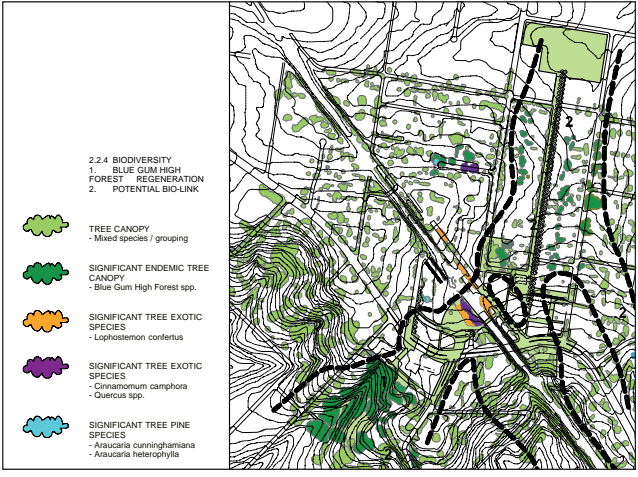 2.2.4 BIODIVERSITY
1. BLUE GUM HIGH
FOREST REGENERATION
2. POTENTIAL BIO-LINK
TREE CANOPY
- Mixed species / grouping
SIGNIFICANT ENDEMIC TREE
CANOPY
- Blue Gum High Forest spp.
SIGNIFICANT TREE EXOTIC
SPECIES
- Lophostemon confertus
SIGNIFICANT TREE EXOTIC
SPECIES
- Cinnamomum camphora
- Quercus spp.
SIGNIFICANT TREE PINE
SPECIES
- Araucaria cunninghamiana
- Araucaria heterophylla
2
2
2